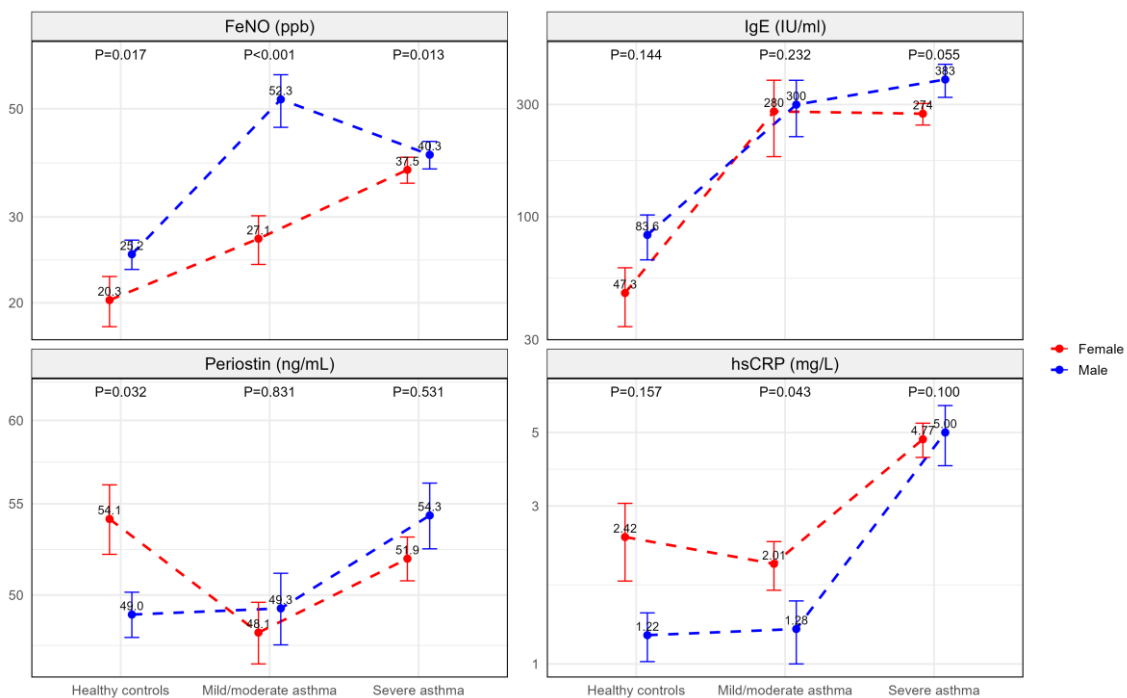 FeNO (ppb)
P=0.017 P<0.001 P=0.013
50
30
20
25.2 52.3 40.3
20.3 27.1 37.5
IgE (IU/ml)
P=0.144 P=0.232 P=0.055
300
100
30
83.6 300 383
47.3 280 274
Periostin (ng/mL)
P=0.032 P=0.831 P=0.531
60
55
50
54.1 48.1 51.9
49.0 49.3 54.3
Healthy controls Mild/moderate asthma Severe asthma
hsCRP (mg/L)
P=0.157 P=0.043 P=0.100
5
3
1
2.42 2.01 4.77
1.22 1.28 5.00
Healthy controls Mild/moderate asthma Severe asthma
Female
Male